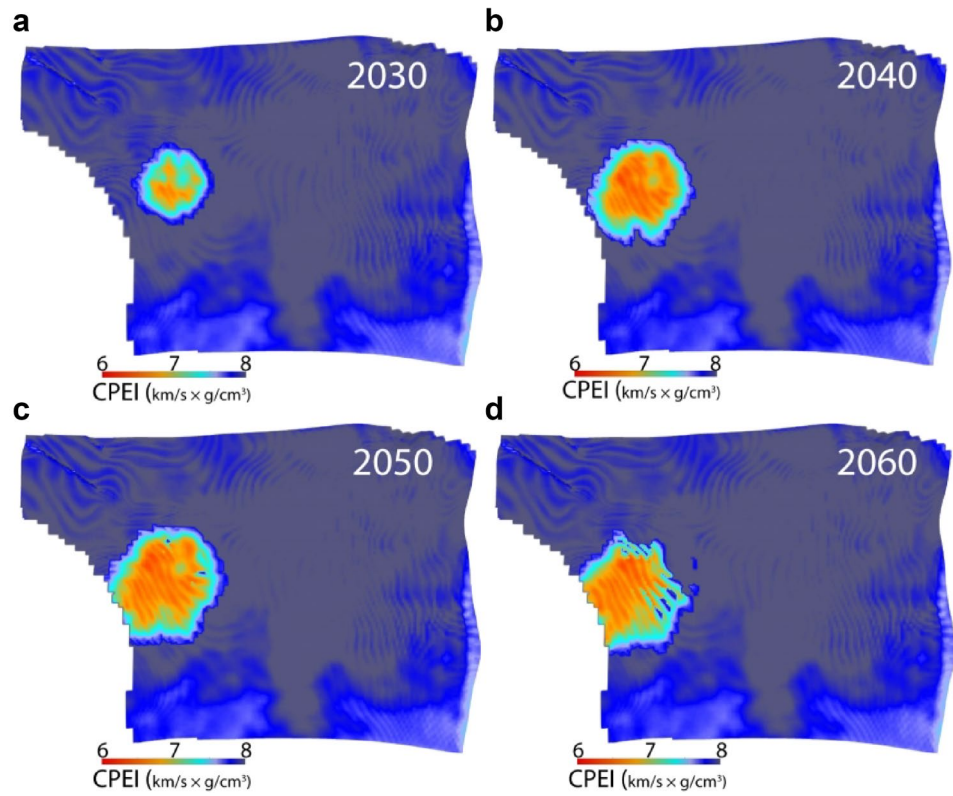 a
2030
6 7 8
CPEI (km/s × g/cm³)
b
2040
6 7 8
CPEI (km/s × g/cm³)
c
2050
6 7 8
CPEI (km/s × g/cm³)
d
2060
6 7 8
CPEI (km/s × g/cm³)